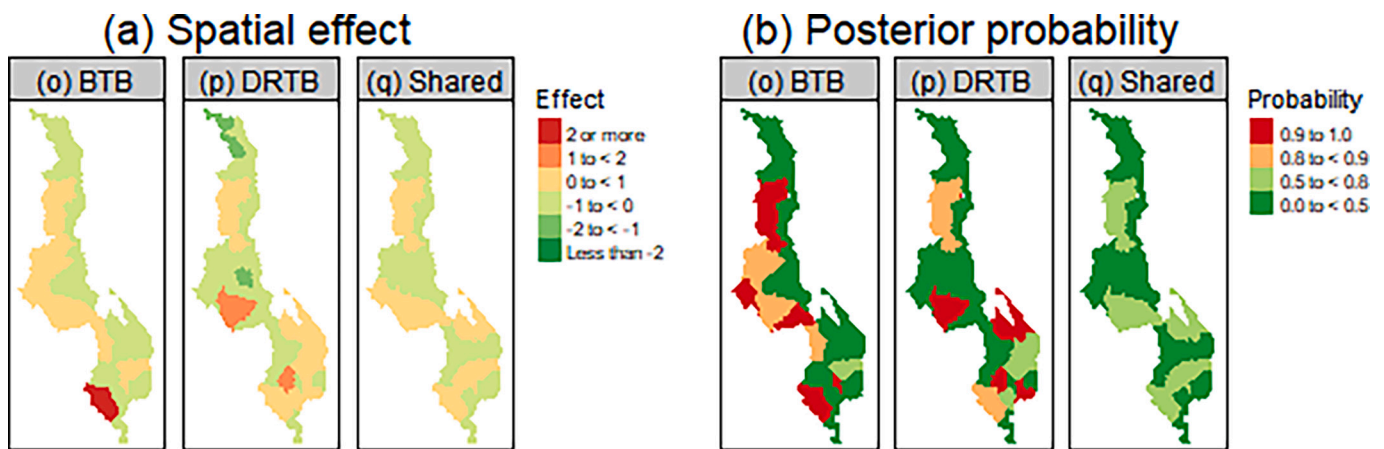 (a) Spatial effect
(o) BTB
(p) DRTB
(q) Shared
Effect
2 or more
1 to < 2
0 to < 1
-1 to < 0
-2 to < -1
Less than -2
(b) Posterior probability
(o) BTB
(p) DRTB
(q) Shared
Probability
0.9 to 1.0
0.8 to < 0.9
0.5 to < 0.8
0.0 to < 0.5